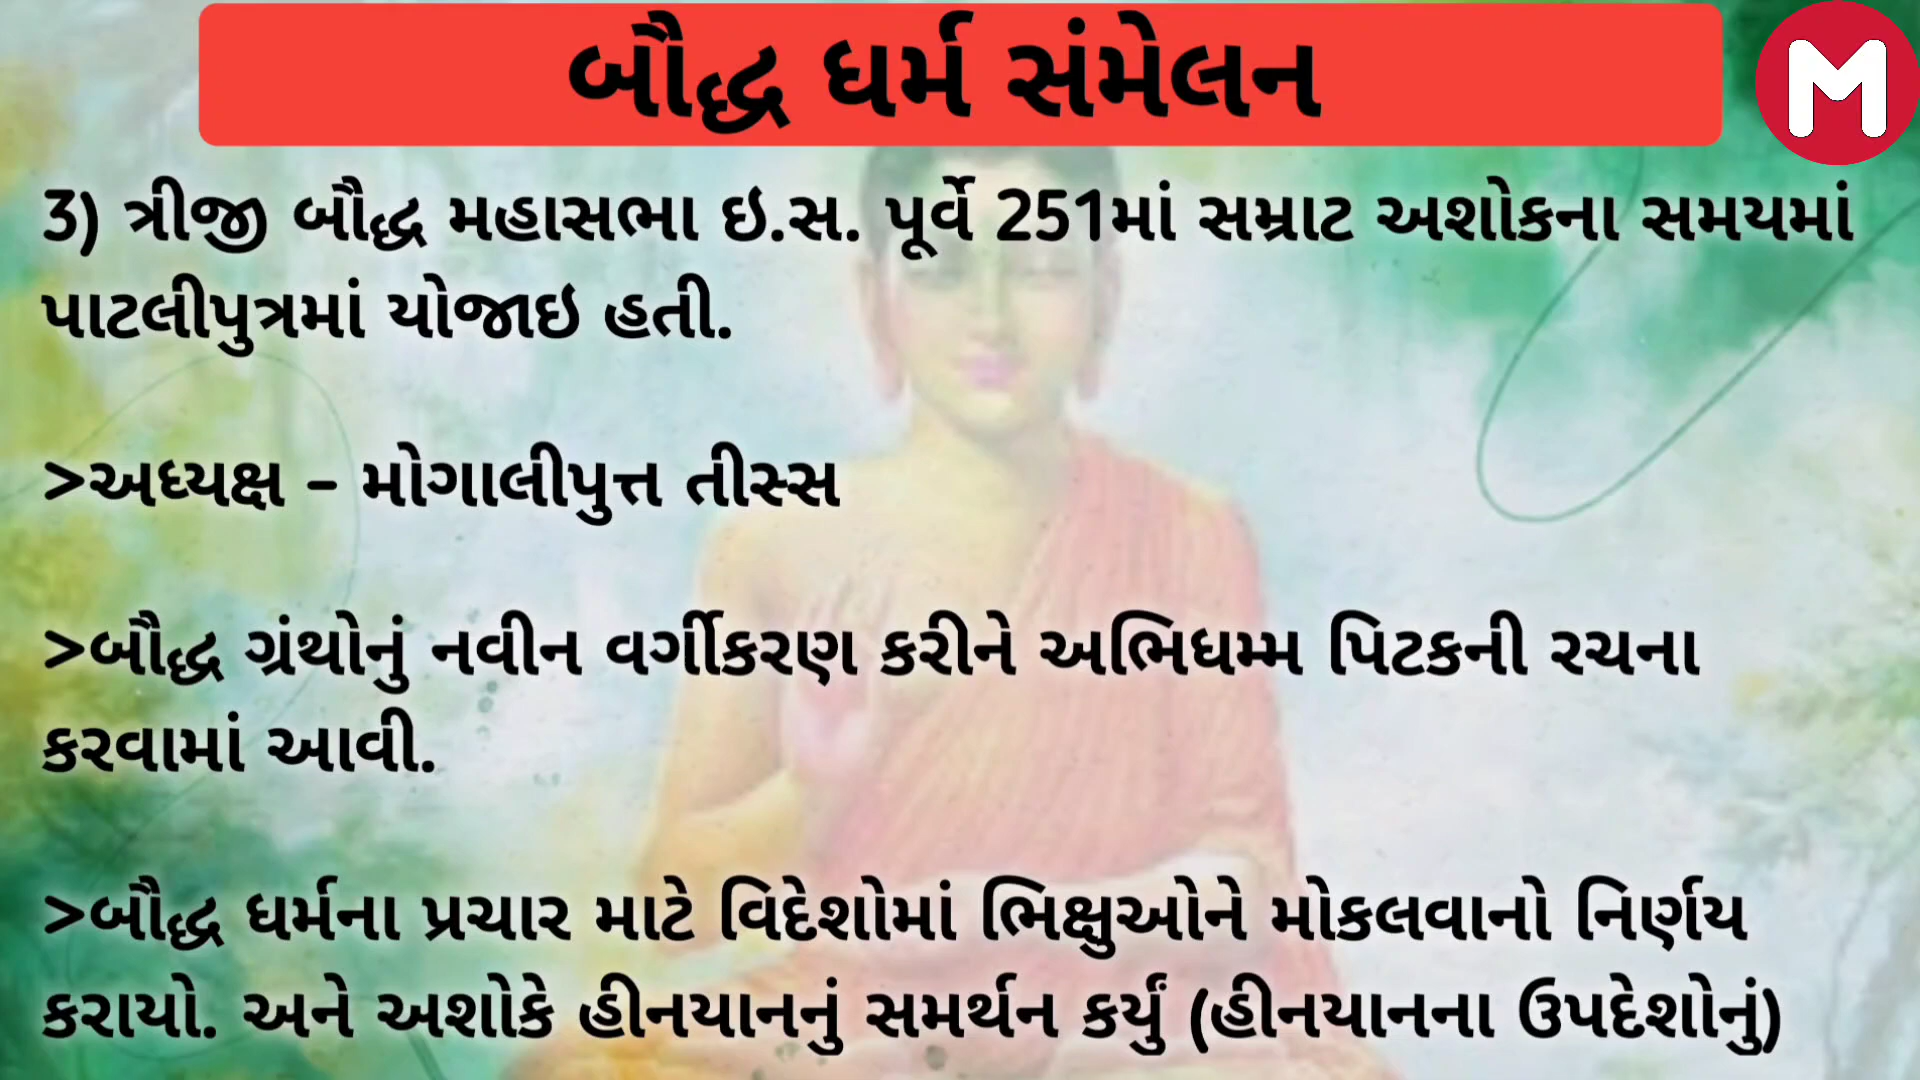 બૌદ્ધ ધર્મ સંમેલન
M
3) ત્રીજી બૌદ્ધ મહાસભા ઇ.સ. પૂર્વે 251માં સમ્રાટ અશોકના સમયમાં
પાટલીપુત્રમાં યોજાઇ હતી.
>અધ્યક્ષ - મોગાલીપુત્ત તીસ્સ
>બૌદ્ધ ગ્રંથોનું નવીન વર્ગીકરણ કરીને અભિધમ્મ પિટકની રચના
કરવામાં આવી.
>બૌદ્ધ ધર્મના પ્રચાર માટે વિદેશોમાં ભિક્ષુઓને મોકલવાનો નિર્ણય
કરાયો. અને અશોકે હીનયાનનું સમર્થન કર્યું (હીનયાનના ઉપદેશોનું)